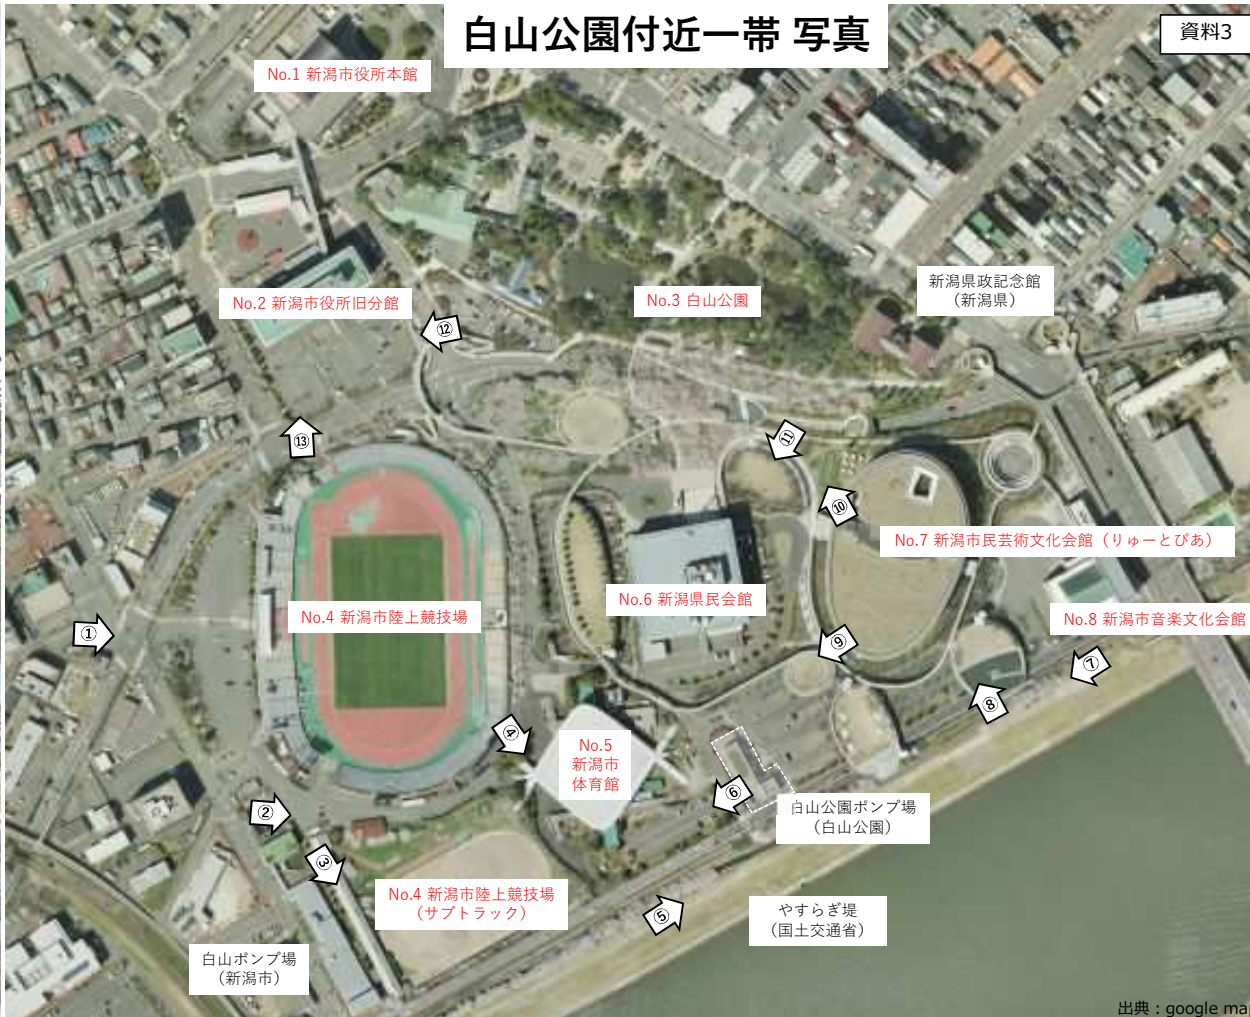 白山公園付近一帯 写真
資料3
No.1 新潟市役所本館
No.2 新潟市役所旧分館
No.3 白山公園
新潟県政記念館
（新潟県）
⑫
⑬
⑪
⑩
No.7 新潟市民芸術文化会館（りゅーとぴあ）
No.6 新潟県民会館
No.4 新潟市陸上競技場
No.8 新潟市音楽文化会館
①
⑨
⑦
⑧
④
No.5
新潟市
体育館
⑥
②
白山公園ポンプ場
（白山公園）
③
No.4 新潟市陸上競技場
（サブトラック）
⑤
やすらぎ堤
（国土交通省）
白山ポンプ場
（新潟市）
出典：google ma